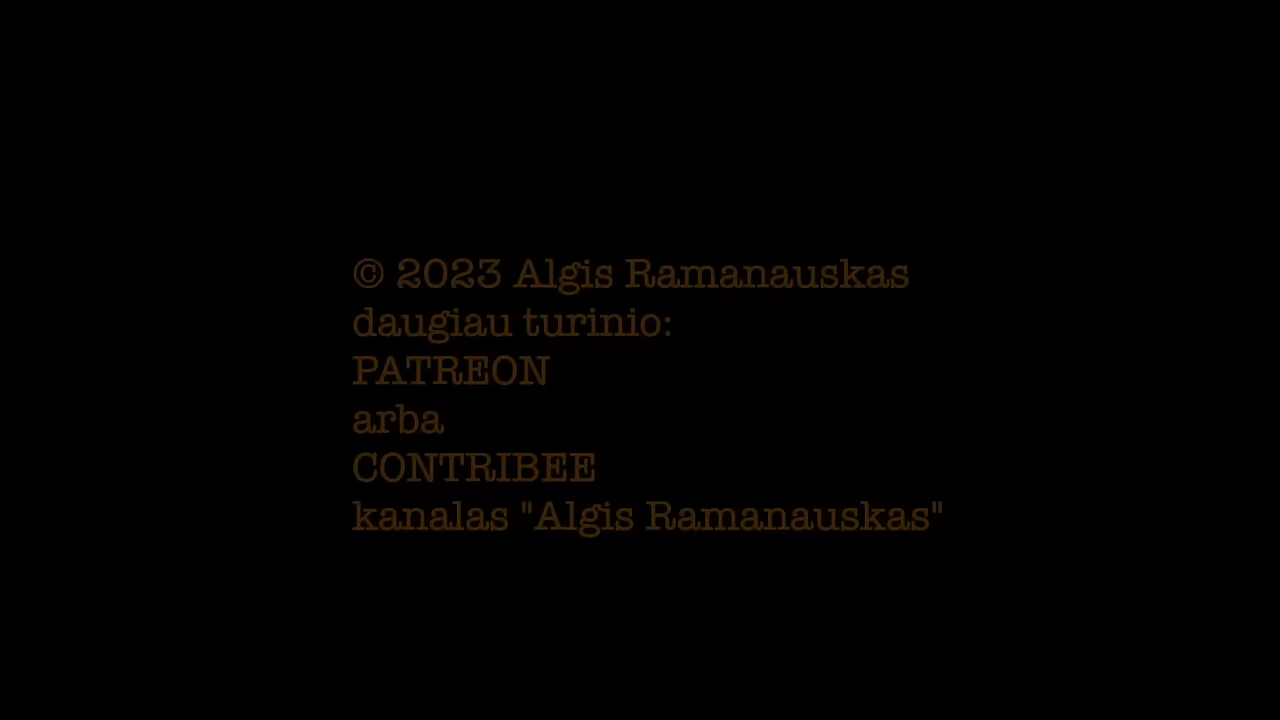 © 2023 Algis Ramanauskas
daugiau turinio:
PATREON
arba
CONTRIBEE
kanalas "Algis Ramanauskas"